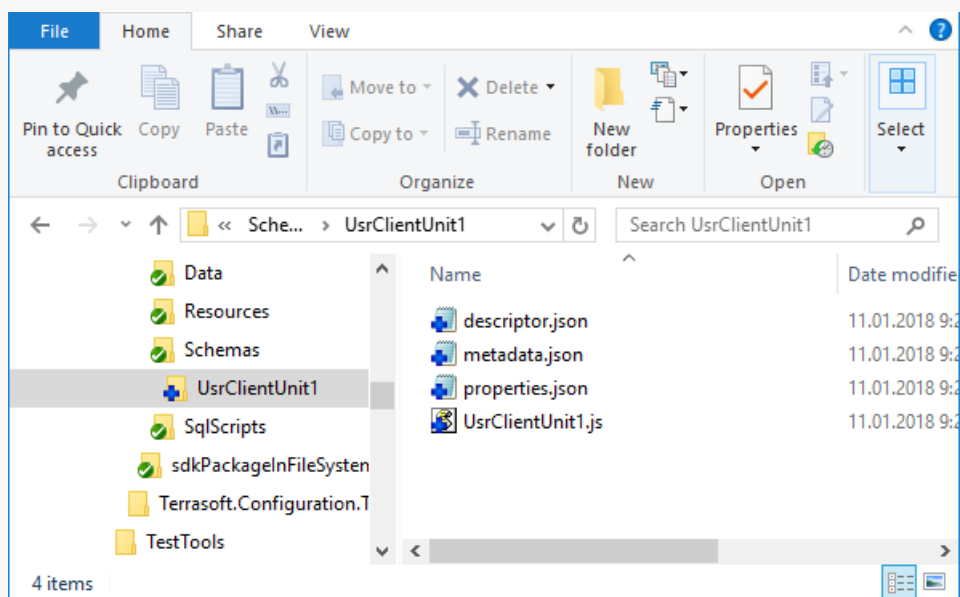 File Home Share View
Pin to Quick access
Copy
Paste
Move to
Copy to
Delete
Rename
New folder
Properties
Select
Clipboard Organize New Open
« Sche... › UsrClientUnit1
Search UsrClientUnit1
Data
Resources
Schemas
UsrClientUnit1
SqlScripts
sdkPackageInFileSystem
Terrasoft.Configuration.T
TestTools
Name Date modifie
descriptor.json 11.01.2018 9:2
metadata.json 11.01.2018 9:2
properties.json 11.01.2018 9:2
UsrClientUnit1.js 11.01.2018 9:2
4 items